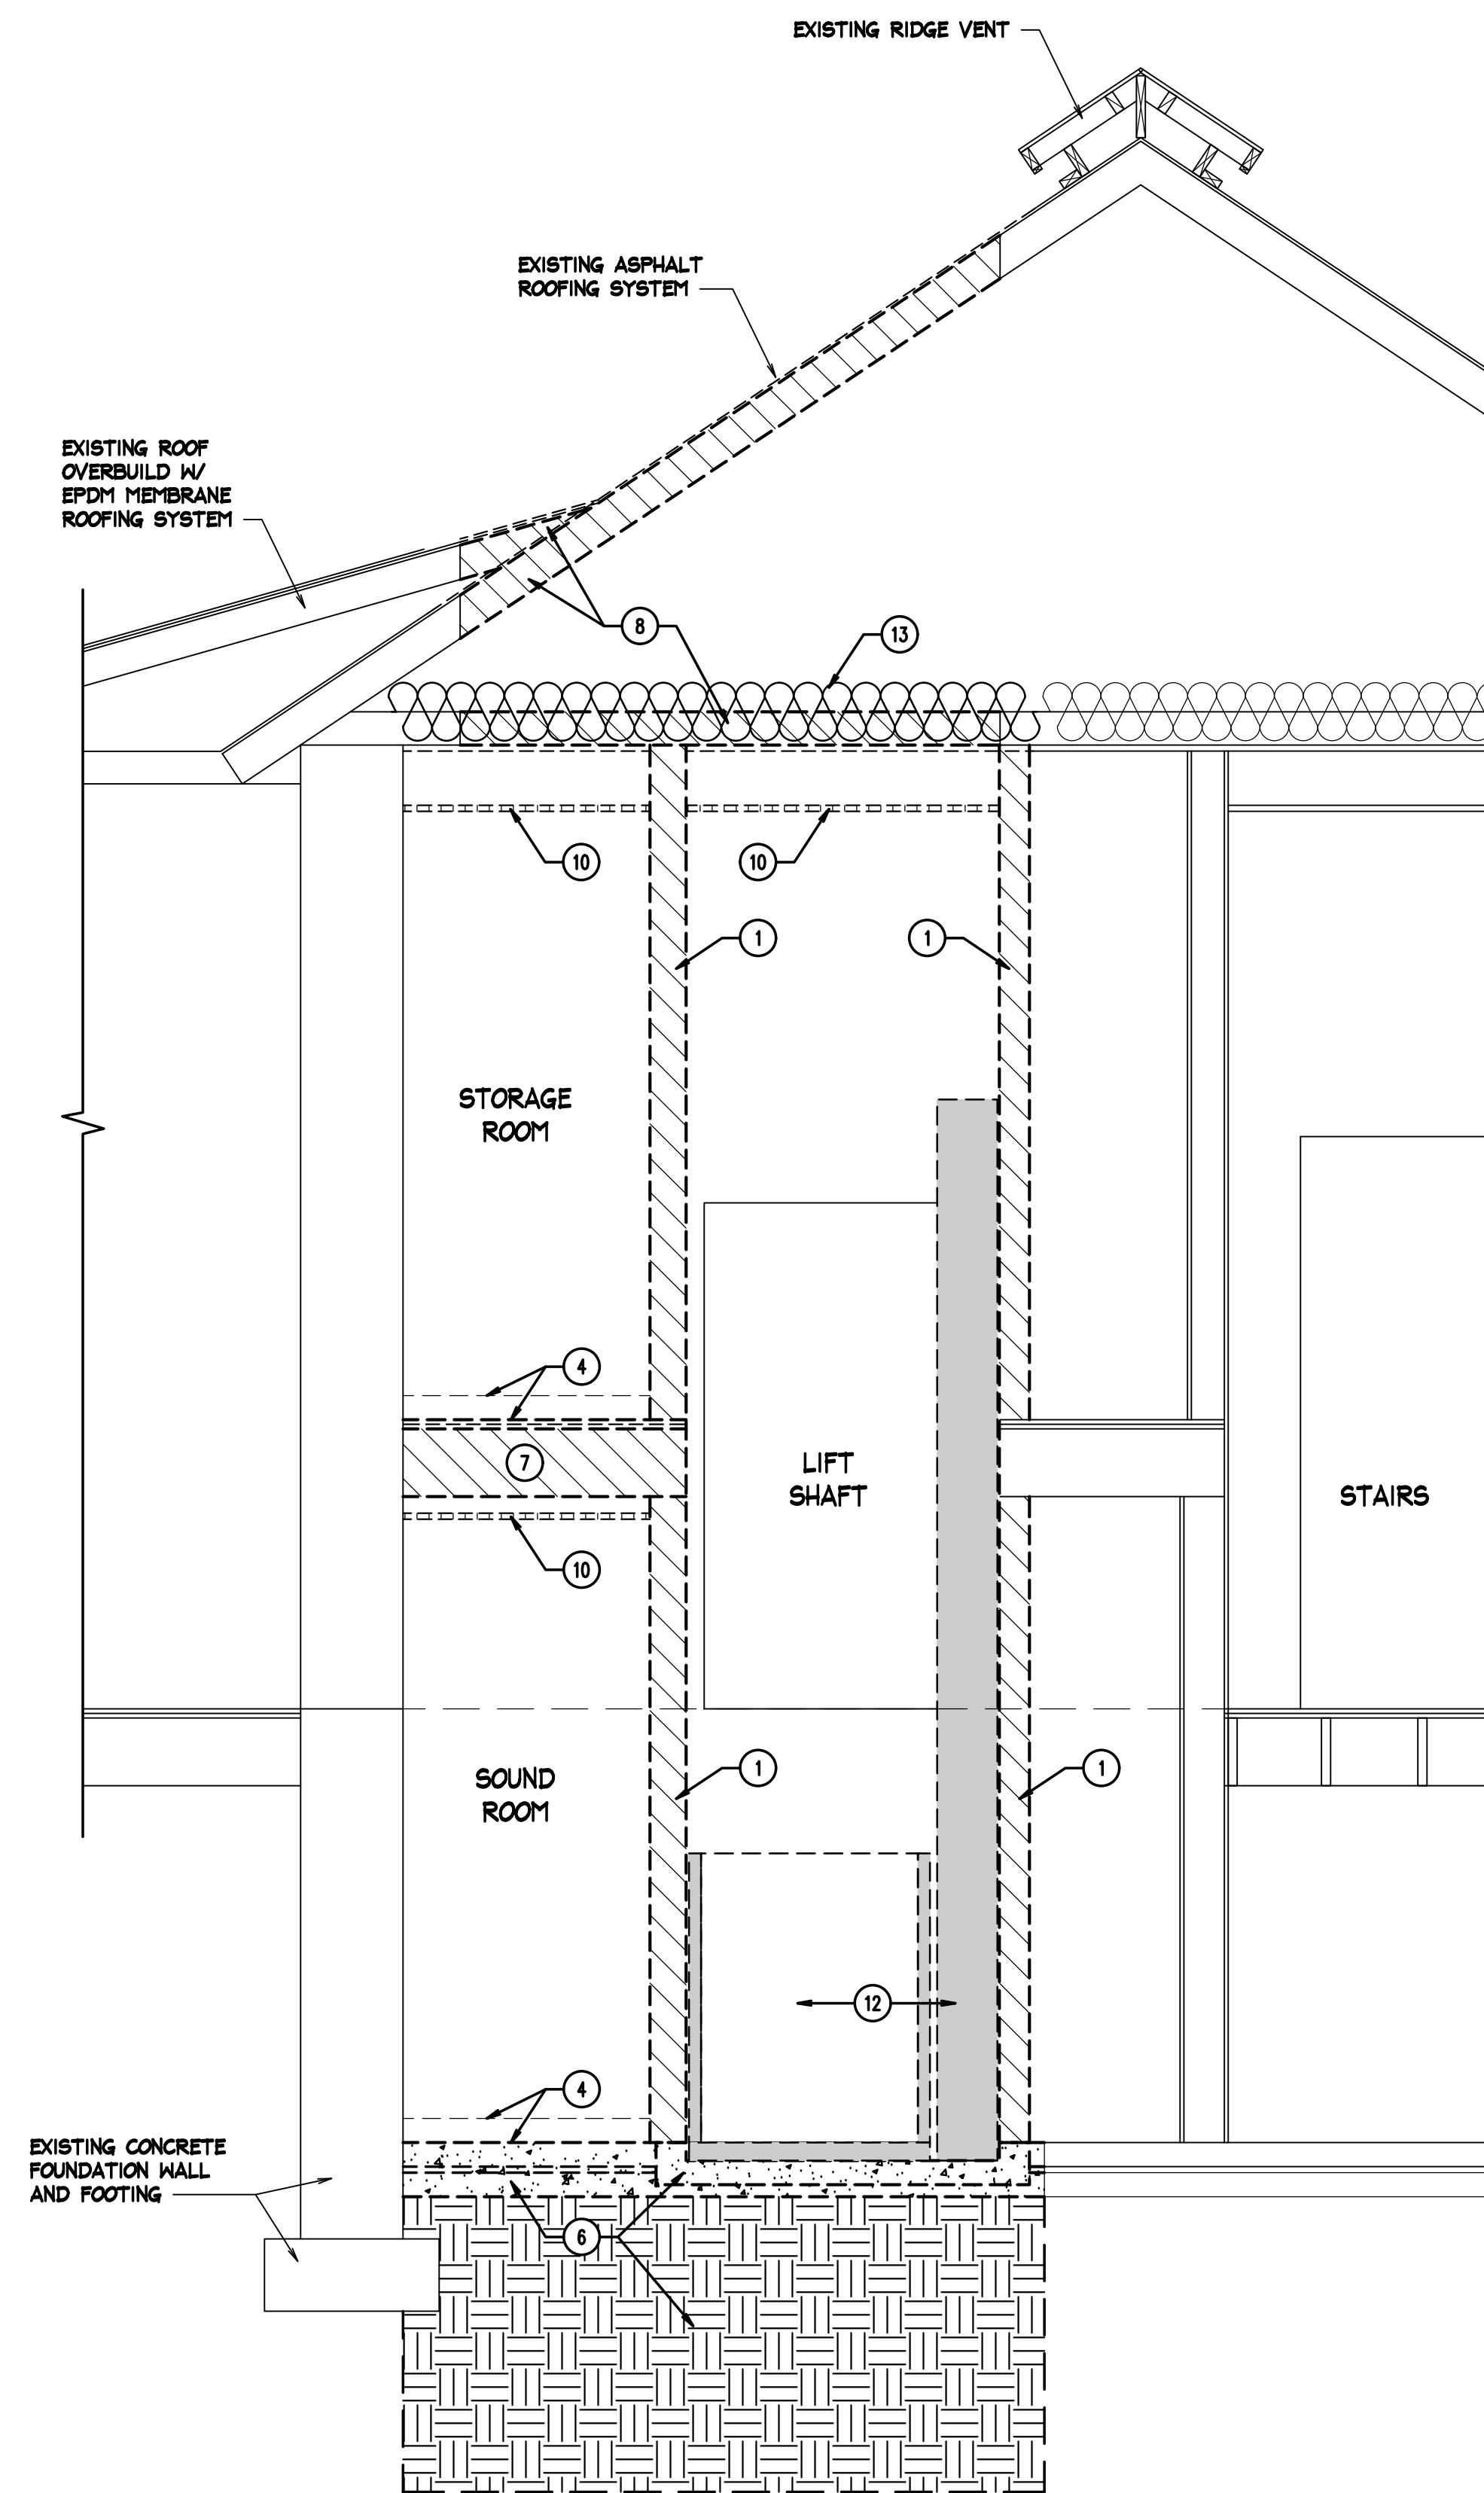 EXISTING RIDGE VENT
EXISTING ASPHALT
ROOFING SYSTEM
EXISTING ROOF
OVERBUILD W/
EPDM MEMBRANE
ROOFING SYSTEM
8
13
10
10
1
1
STORAGE
ROOM
4
7
LIFT
SHAFT
STAIRS
10
1
1
SOUND
ROOM
12
4
EXISTING CONCRETE
FOUNDATION WALL
AND FOOTING
6